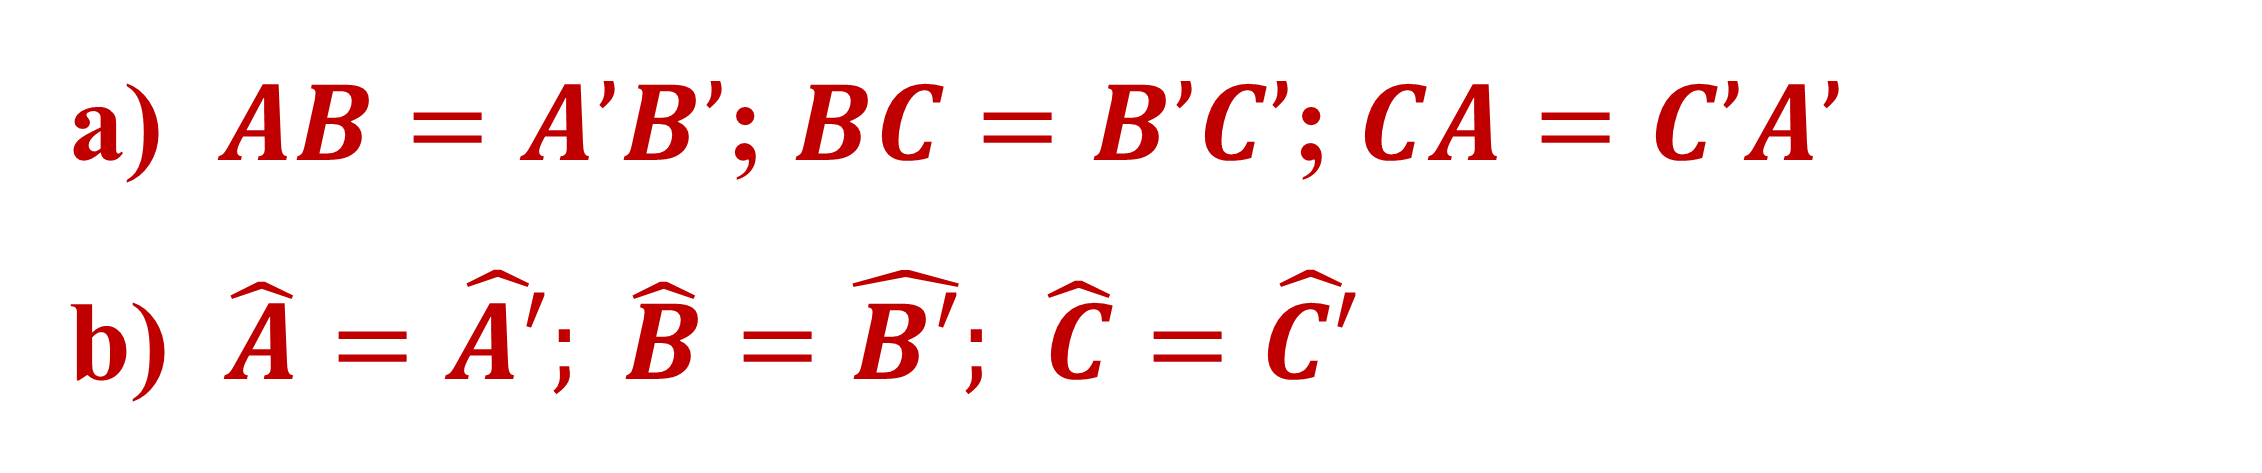 a) AB = A’B’; BC = B’C’; CA = C’A’
b) Â = Â′; B̂ = B̂′; Ĉ = Ĉ′